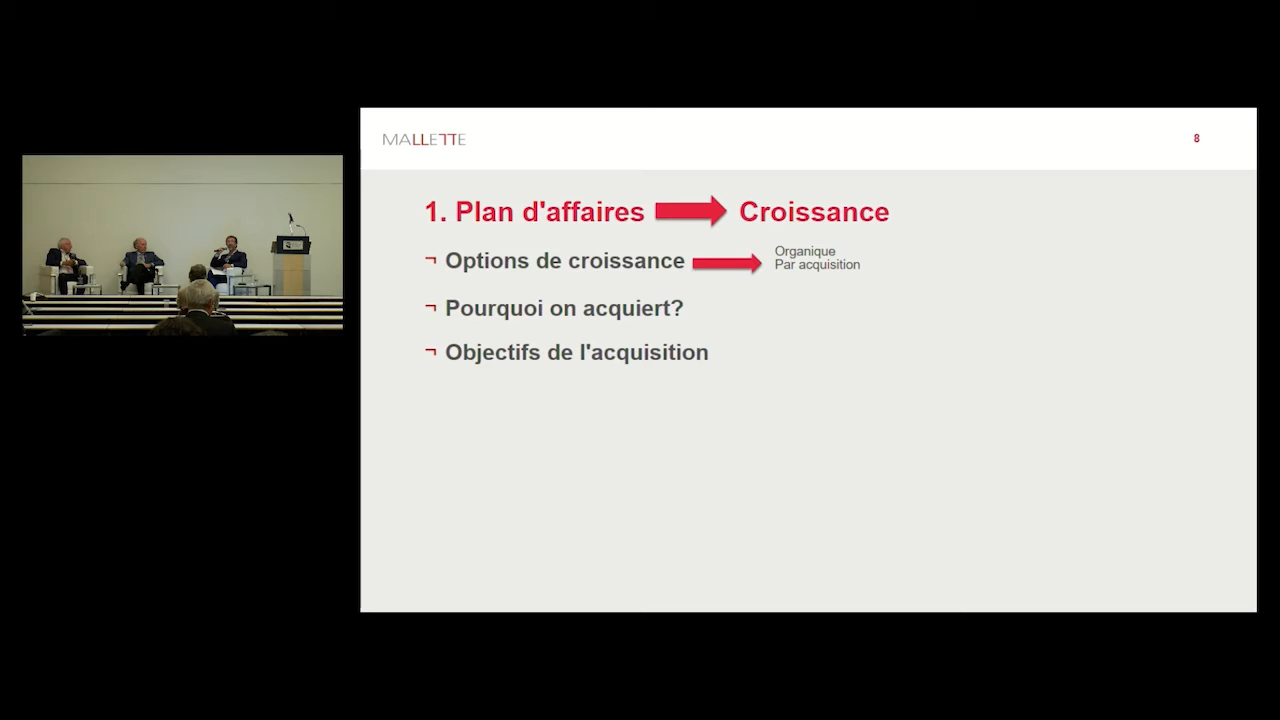 MALLETTE
8
1. Plan d'affaires Croissance
¬ Options de croissance
Organique
Par acquisition
¬ Pourquoi on acquiert?
¬ Objectifs de l'acquisition